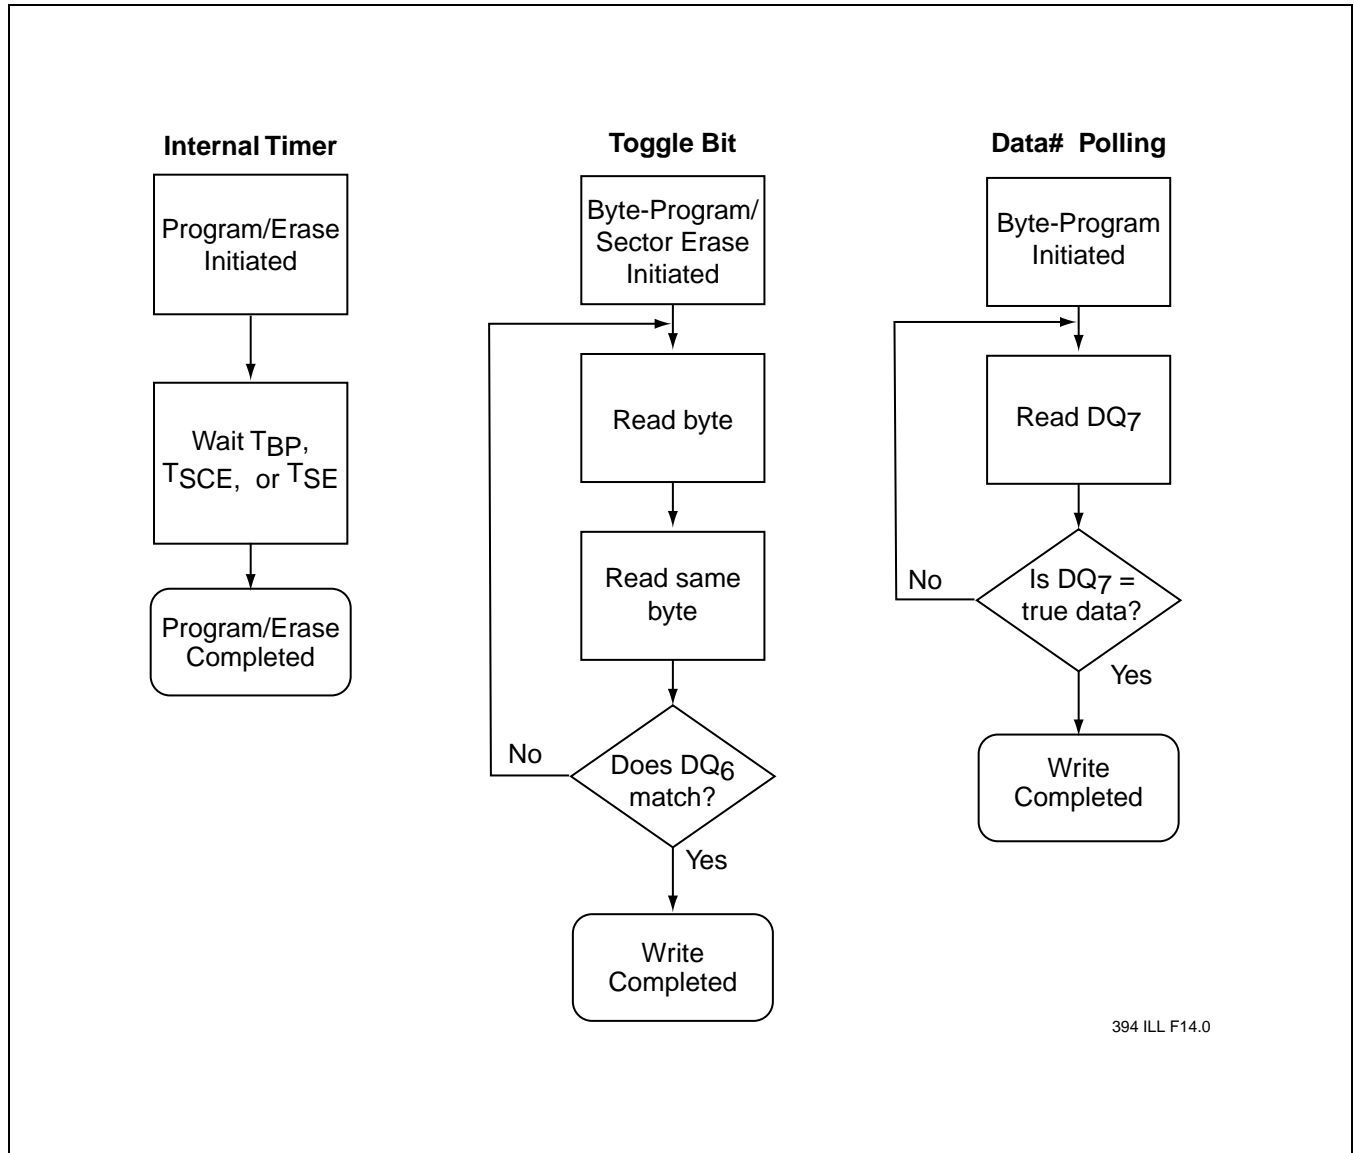 Internal Timer
Program/Erase
Initiated
Wait TBP,
TSCE, or TSE
Program/Erase
Completed
Toggle Bit
Byte-Program/
Sector Erase
Initiated
Read byte
Read same
byte
Does DQ6
match?
No
Yes
Write
Completed
Data# Polling
Byte-Program
Initiated
Read DQ7
Is DQ7 =
true data?
No
Yes
Write
Completed
394 ILL F14.0